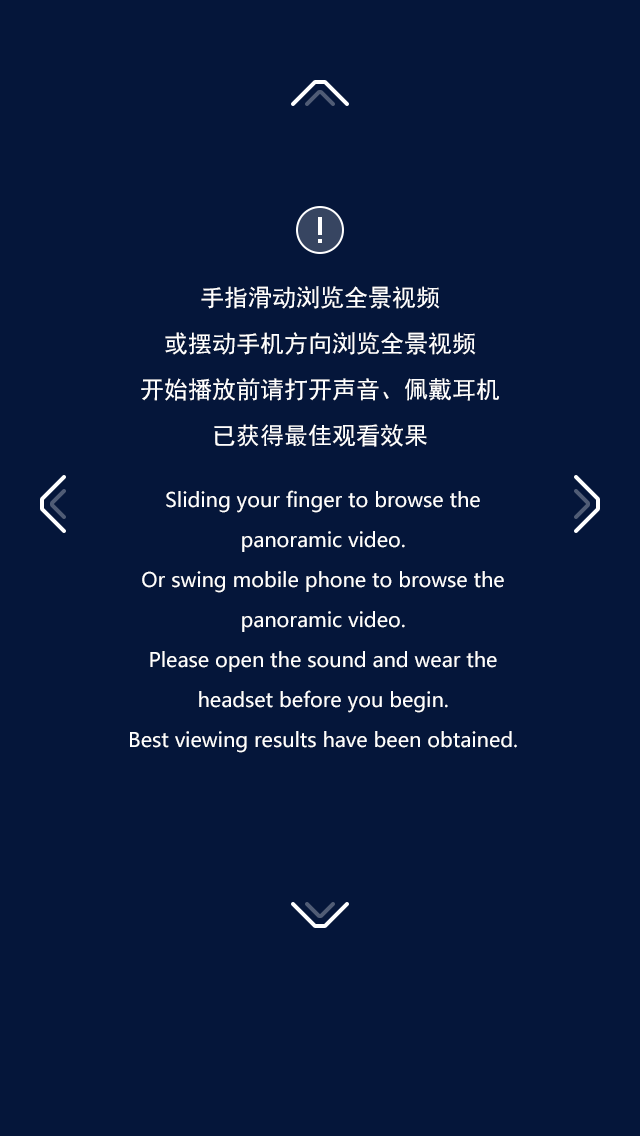 手指滑动浏览全景视频
或摆动手机方向浏览全景视频
开始播放前请打开声音、佩戴耳机
已获得最佳观看效果
Sliding your finger to browse the
panoramic video.
Or swing mobile phone to browse the
panoramic video.
Please open the sound and wear the
headset before you begin.
Best viewing results have been obtained.